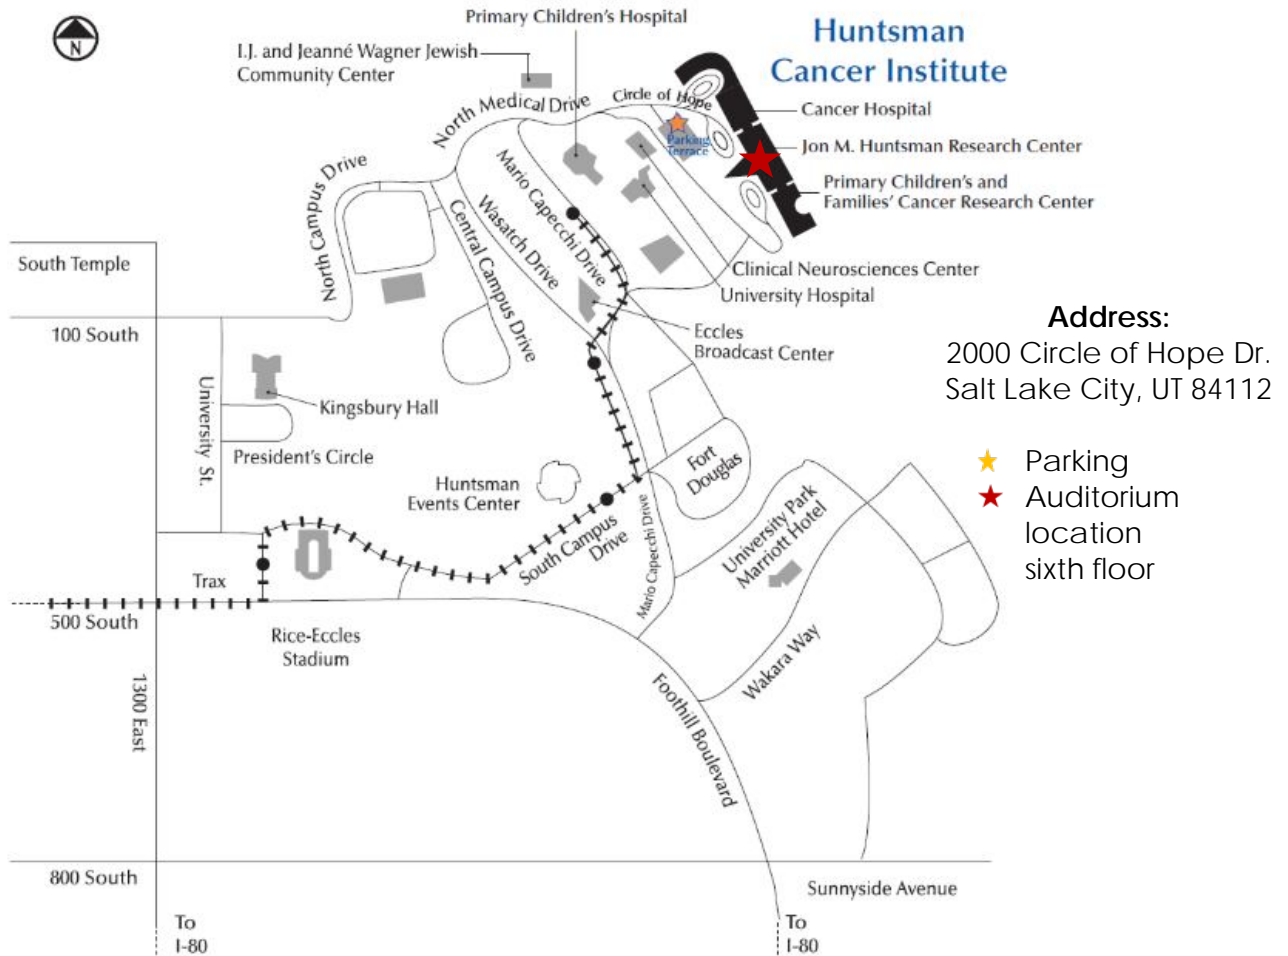 N
Primary Children's Hospital
I.J. and Jeanné Wagner Jewish
Community Center
Huntsman
Cancer Institute
North Medical Drive
Circle of Hope
Parking
Terrace
Cancer Hospital
Jon M. Huntsman Research Center
Primary Children's and
Families' Cancer Research Center
North Campus Drive
Mario Capecchi Drive
Wasatch Drive
Central Campus Drive
South Temple
Clinical Neurosciences Center
University Hospital
100 South
Eccles
Broadcast Center
Address:
2000 Circle of Hope Dr.
Salt Lake City, UT 84112
University St.
Kingsbury Hall
President's Circle
Huntsman
Events Center
Fort
Douglas
Parking
Auditorium
location
sixth floor
University Park
Marriott Hotel
South Campus
Drive
Mario Capecchi Drive
Trax
500 South
Rice-Eccles
Stadium
Wakara Way
1300 East
Foothill Boulevard
800 South
Sunnyside Avenue
To
I-80
To
I-80